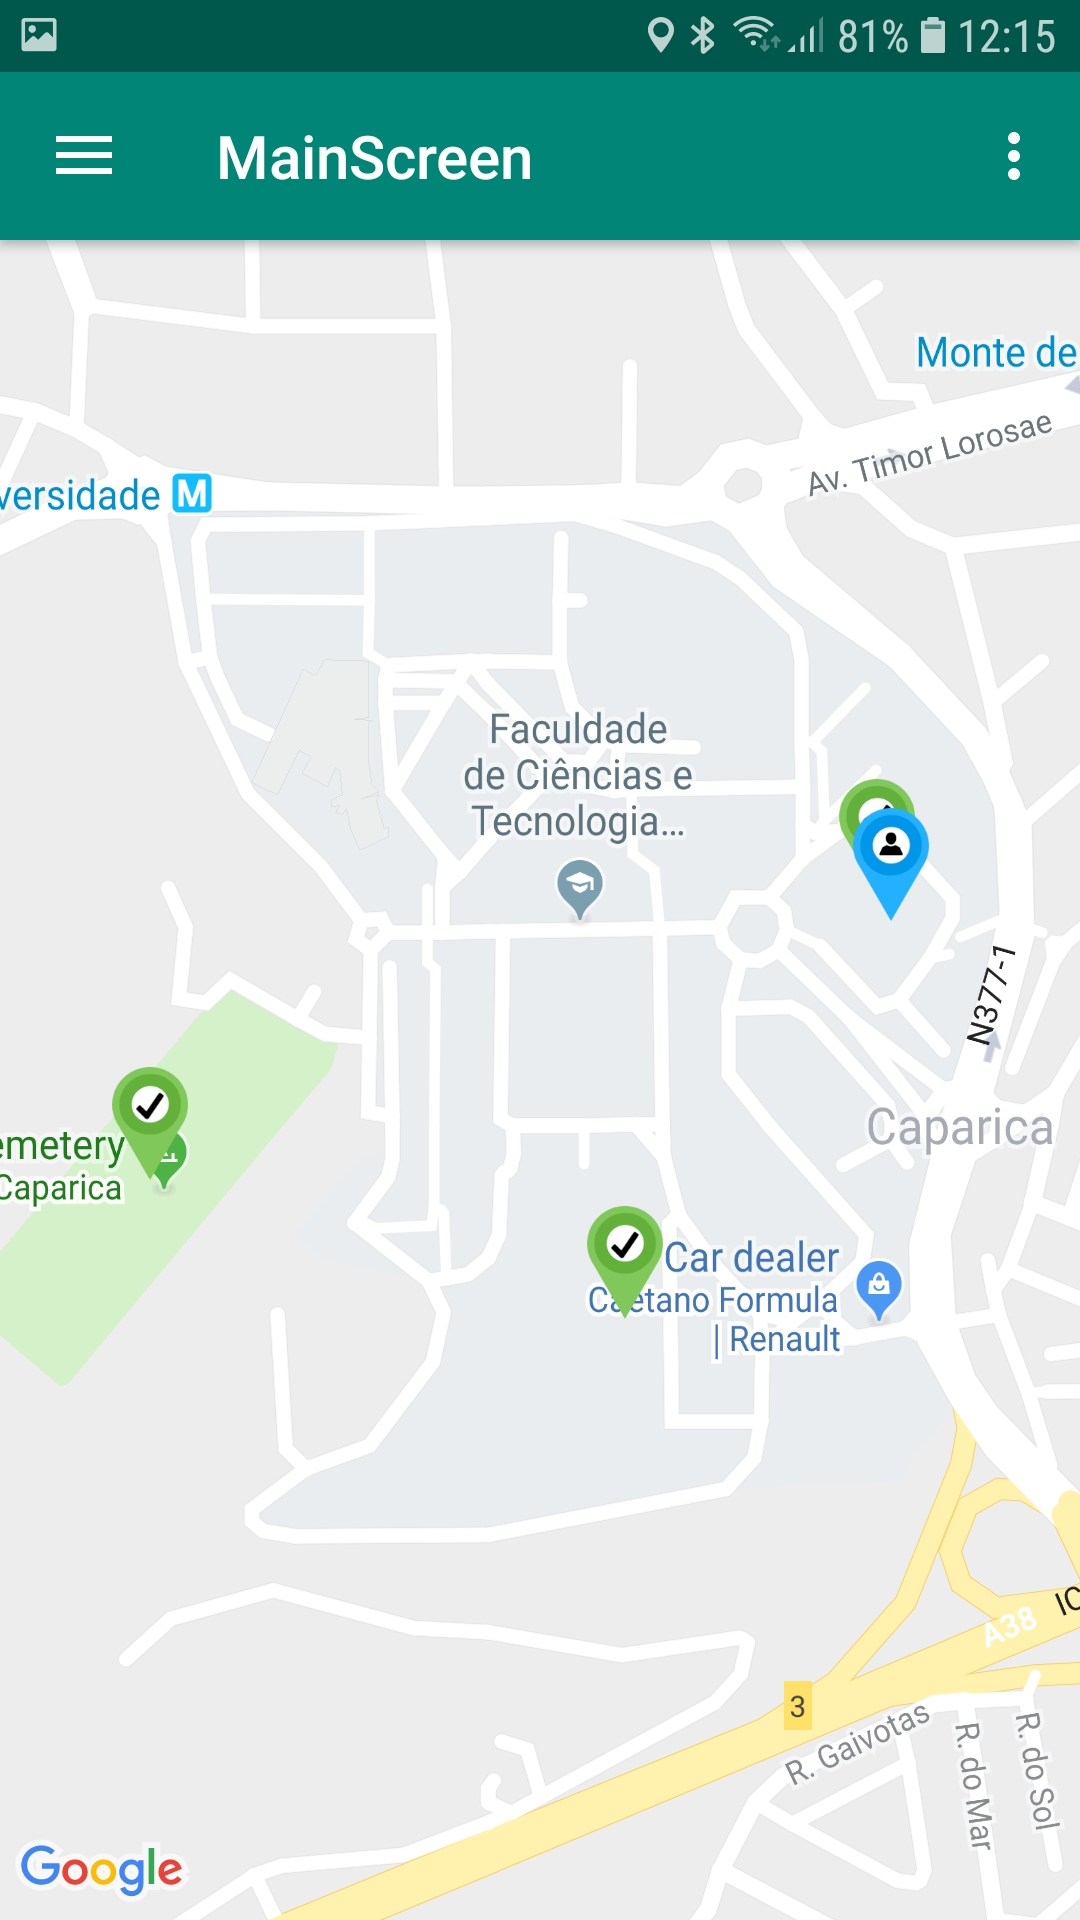 81% 12:15
MainScreen
Monte de
Av. Timor Lorosae
versidade M
Faculdade
de Ciências e
Tecnologia...
N377-1
Caparica
emetery
Caparica
Car dealer
Caetano Formula
| Renault
A38
IC
3
R. Gaivotas
R. do Mar
R. do Sol
Google